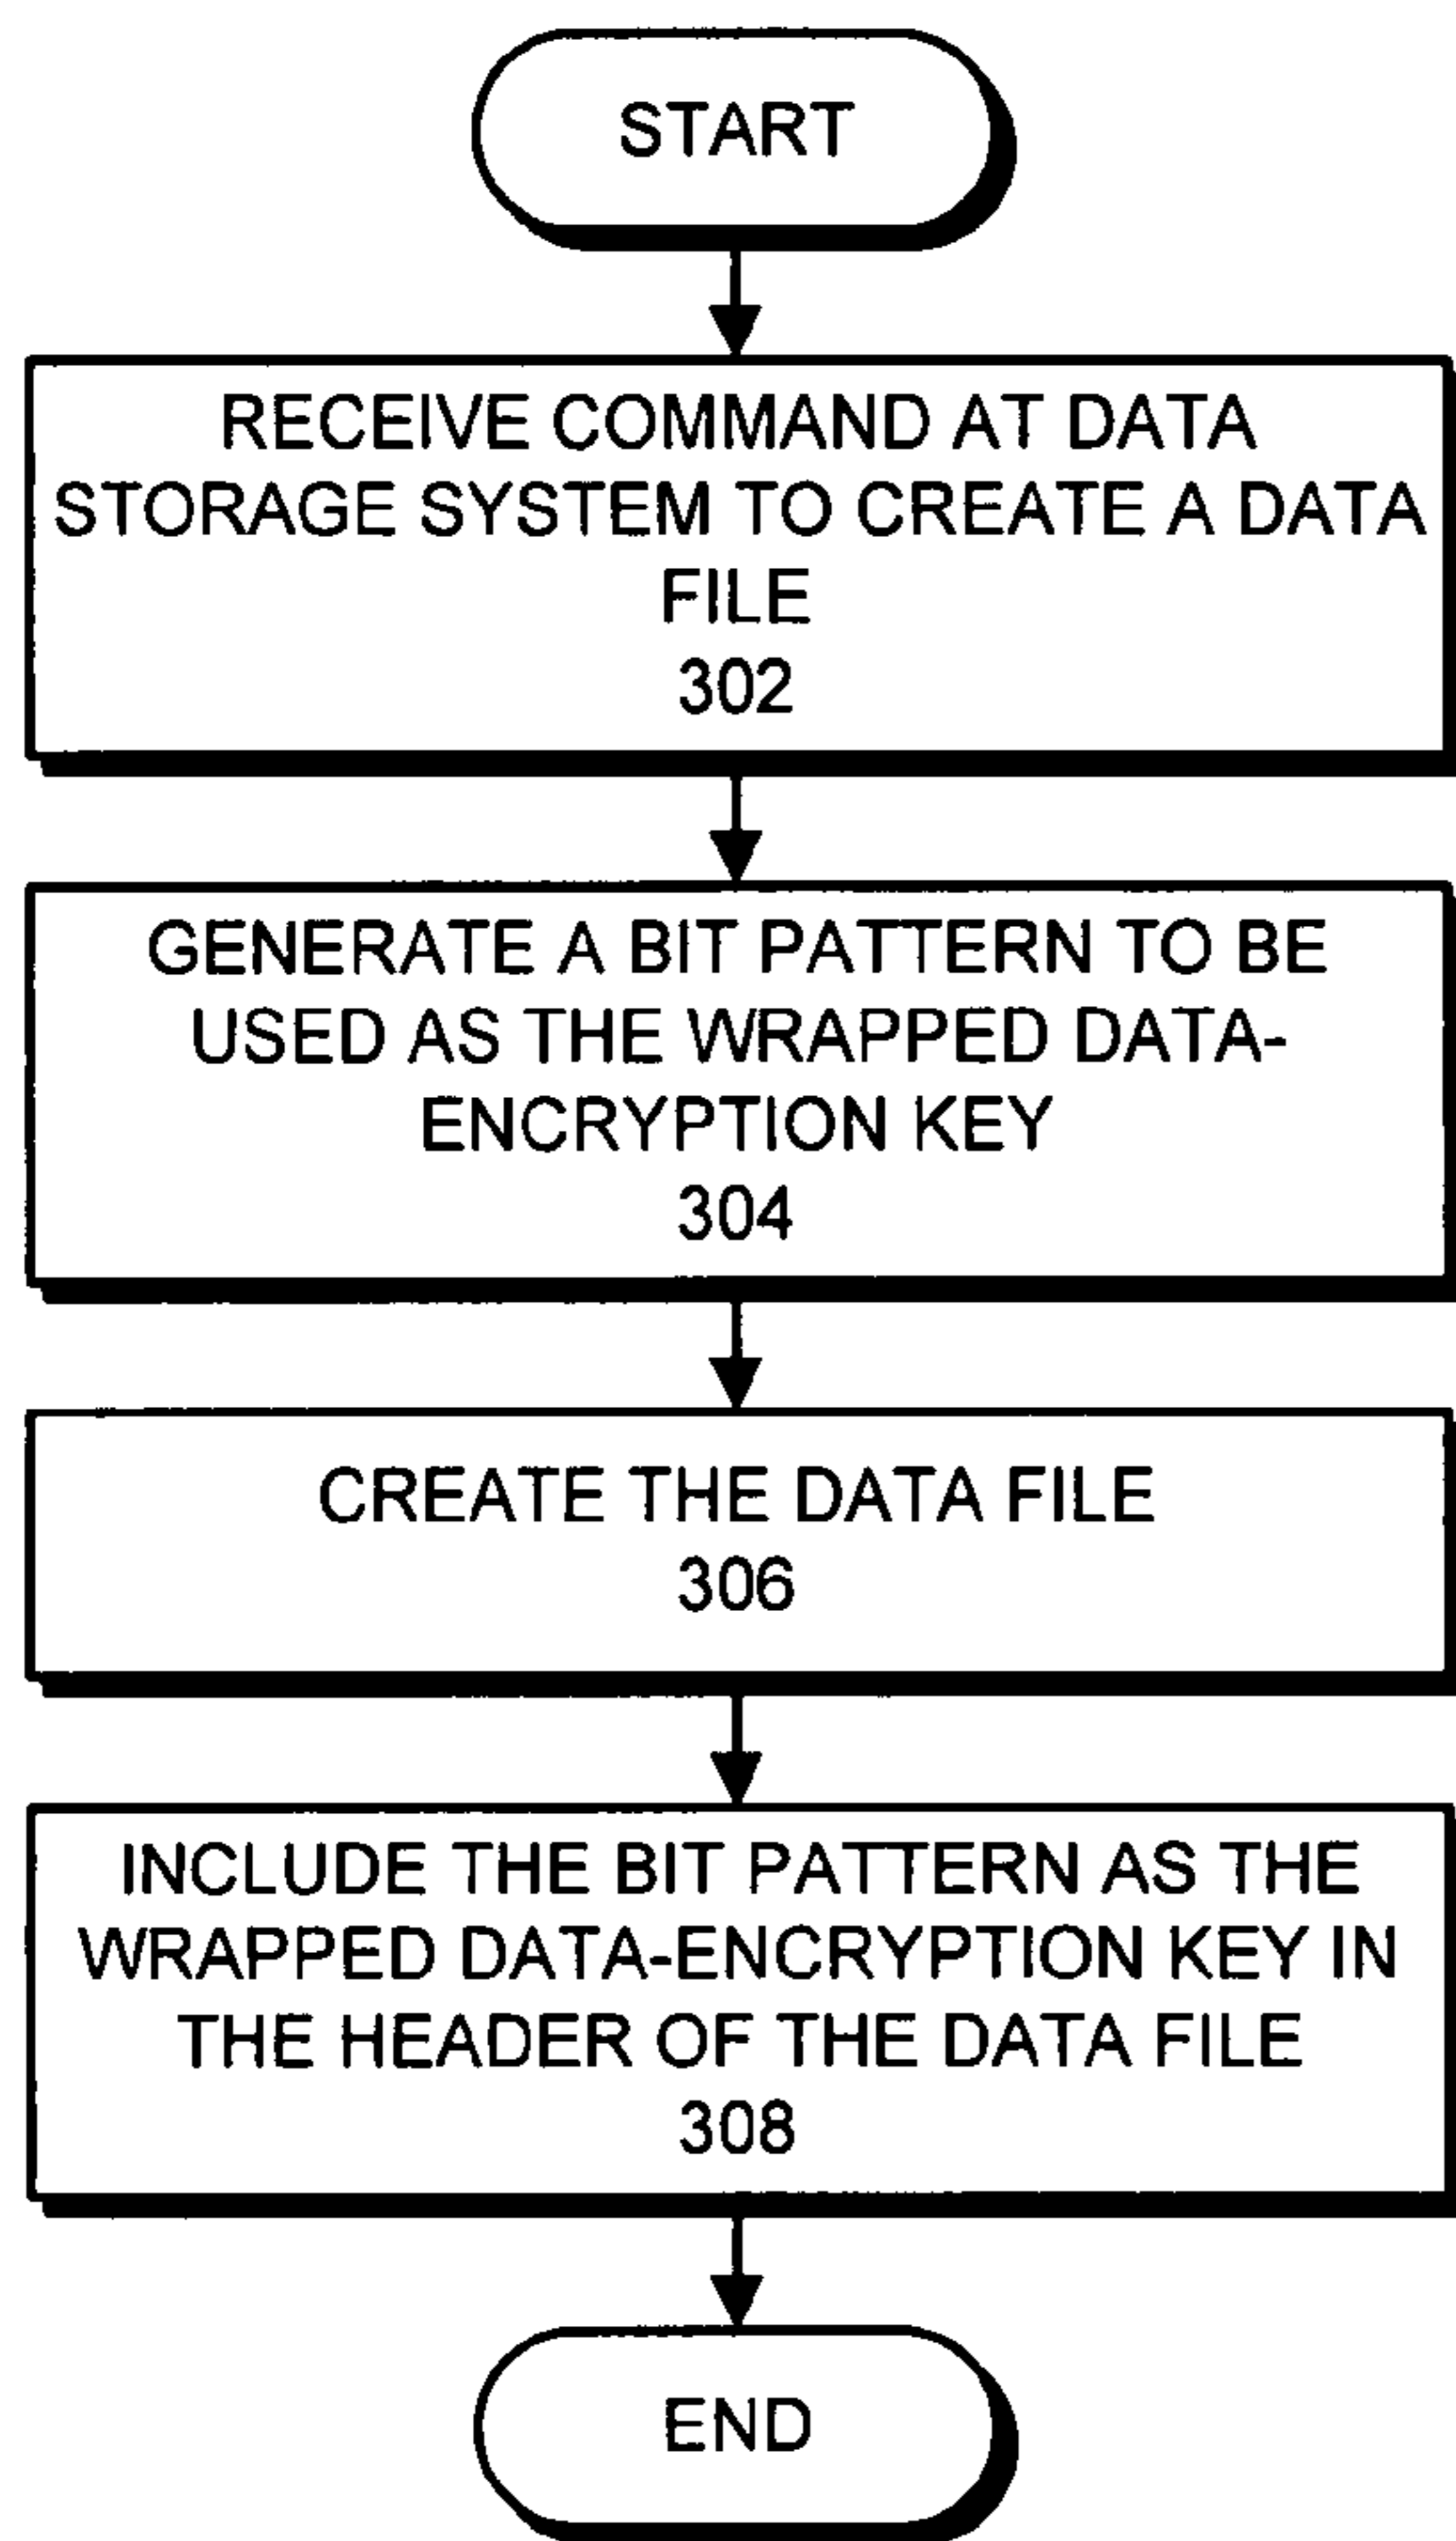 START
RECEIVE COMMAND AT DATA
STORAGE SYSTEM TO CREATE A DATA
FILE
302
GENERATE A BIT PATTERN TO BE
USED AS THE WRAPPED DATA-
ENCRYPTION KEY
304
CREATE THE DATA FILE
306
INCLUDE THE BIT PATTERN AS THE
WRAPPED DATA-ENCRYPTION KEY IN
THE HEADER OF THE DATA FILE
308
END